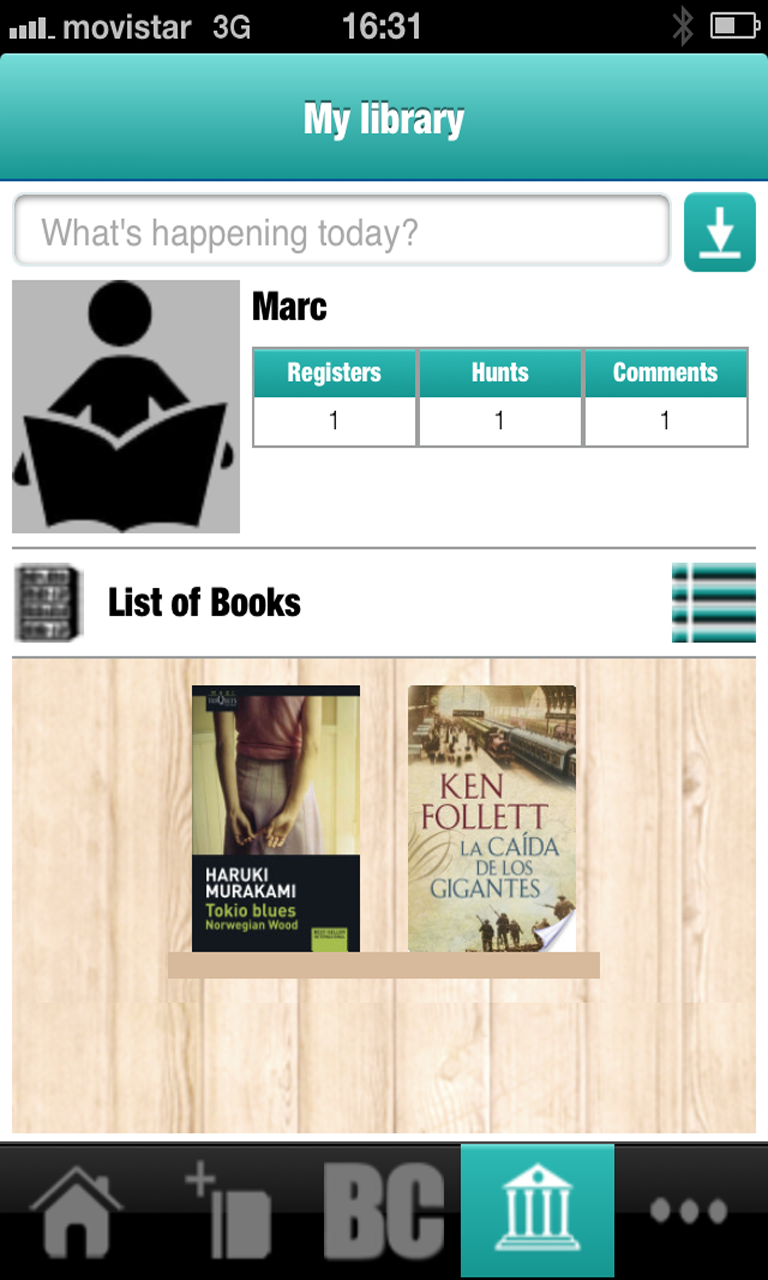 movistar 3G 16:31
My library
What's happening today?
Marc
Registers Hunts Comments
1 1 1
List of Books
HARUKI
MURAKAMI
Tokio blues
Norwegian Wood
KEN
FOLLETT
LA CAÍDA
DE LOS
GIGANTES
BC